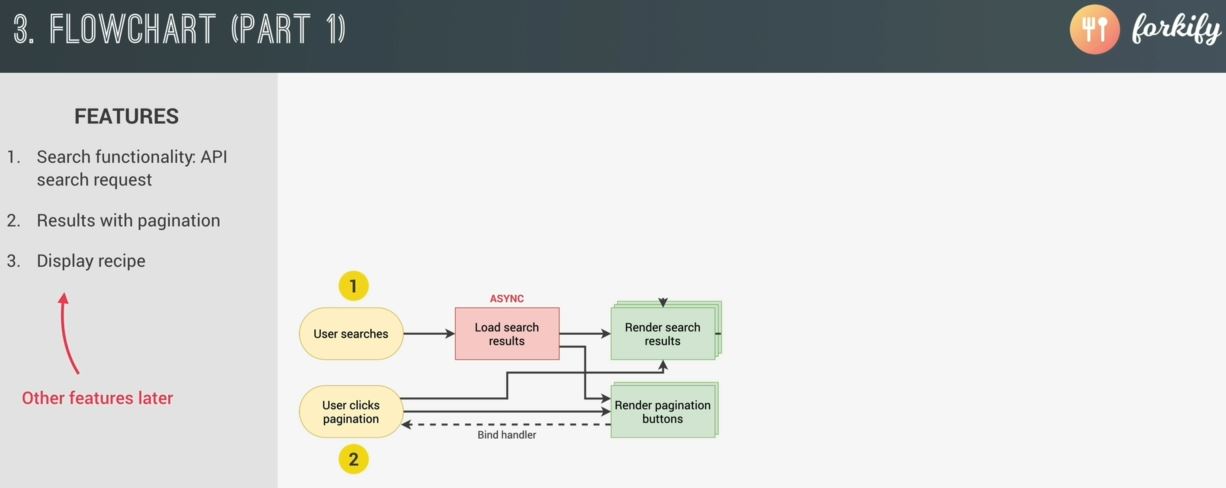 3. FLOWCHART (PART 1)
forkify
FEATURES
1. Search functionality: API
search request
2. Results with pagination
3. Display recipe
Other features later
1
ASYNC
User searches
Load search
results
Render search
results
User clicks
pagination
Render pagination
buttons
Bind handler
2